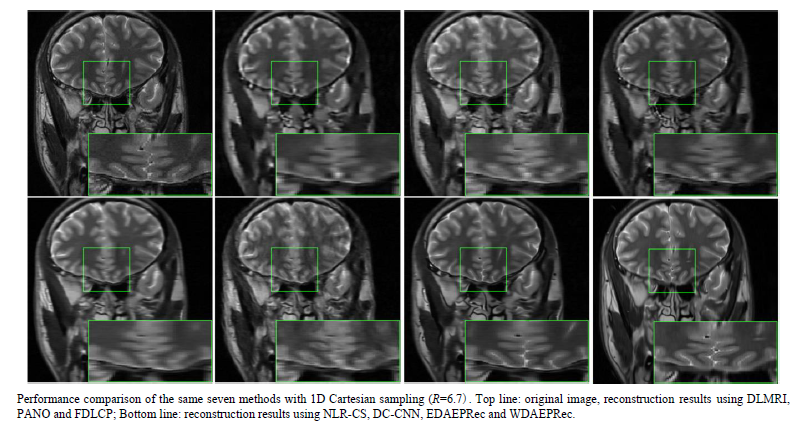 Performance comparison of the same seven methods with 1D Cartesian sampling (R=6.7). Top line: original image, reconstruction results using DLMRI,
PANO and FDLCP; Bottom line: reconstruction results using NLR-CS, DC-CNN, EDAEPRec and WDAEPRec.